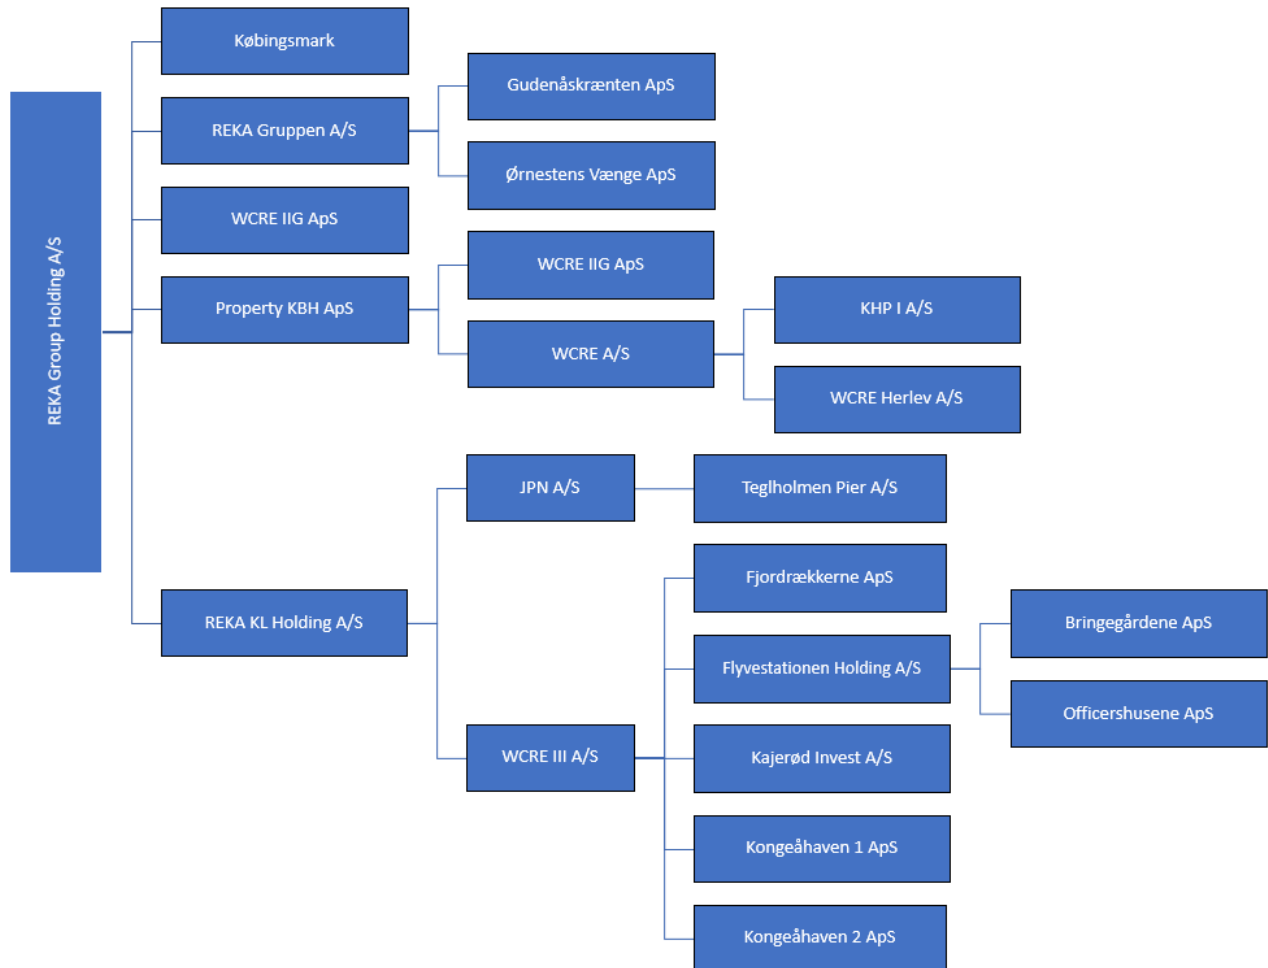 REKA Group Holding A/S
Købingsmark
REKA Gruppen A/S
Gudenåskrænten ApS
Ørnestens Vænge ApS
WCRE IIG ApS
Property KBH ApS
WCRE IIG ApS
WCRE A/S
KHP I A/S
WCRE Herlev A/S
REKA KL Holding A/S
JPN A/S
Teglholmen Pier A/S
WCRE III A/S
Fjordrækkerne ApS
Flyvestationen Holding A/S
Bringegårdene ApS
Officershusene ApS
Kajerød Invest A/S
Kongeåhaven 1 ApS
Kongeåhaven 2 ApS